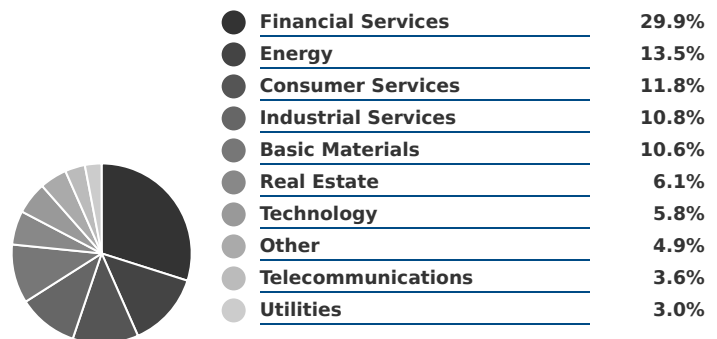 Financial Services 29.9%
Energy 13.5%
Consumer Services 11.8%
Industrial Services 10.8%
Basic Materials 10.6%
Real Estate 6.1%
Technology 5.8%
Other 4.9%
Telecommunications 3.6%
Utilities 3.0%